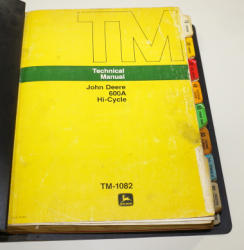 TM
Technical
Manual
John Deere
600A
Hi-Cycle
TM-1082